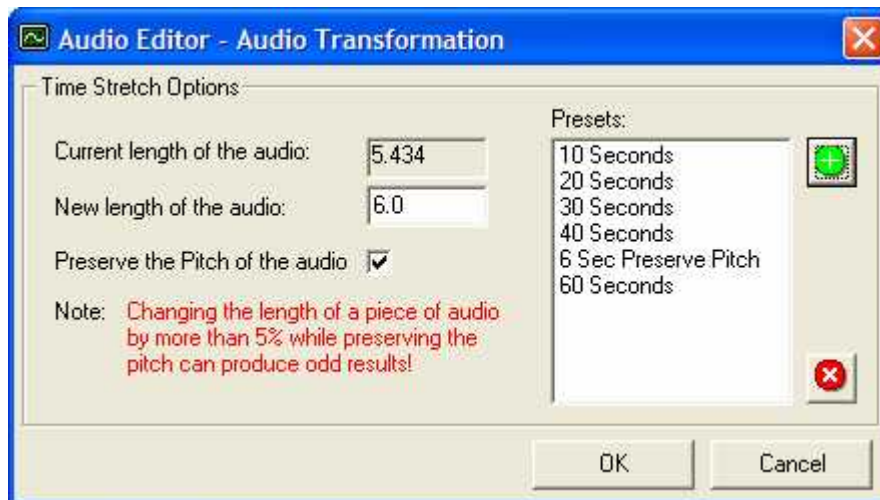 Audio Editor - Audio Transformation
Time Stretch Options
Current length of the audio: 5.434
New length of the audio: 6.0
Preserve the Pitch of the audio
Note: Changing the length of a piece of audio
by more than 5% while preserving the
pitch can produce odd results!
Presets:
10 Seconds
20 Seconds
30 Seconds
40 Seconds
6 Sec Preserve Pitch
60 Seconds
OK Cancel